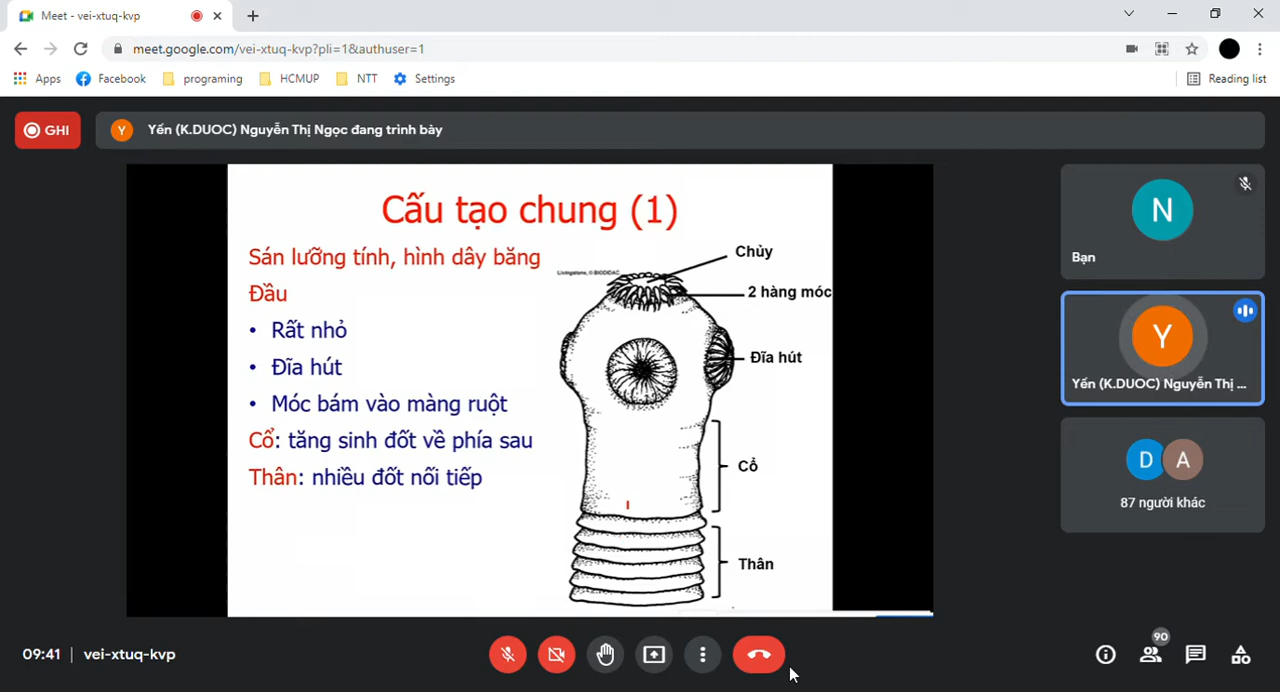 Meet - vei-xtuq-kvp
meet.google.com/vei-xtuq-kvp?pli=1&authuser=1
Apps Facebook programing HCMUP NTT Settings Reading list
GHI
Y Yến (K.DUOC) Nguyễn Thị Ngọc đang trình bày
Cấu tạo chung (1)
Sán lưỡng tính, hình dây băng
Đầu
• Rất nhỏ
• Đĩa hút
• Móc bám vào màng ruột
Cổ: tăng sinh đốt về phía sau
Thân: nhiều đốt nối tiếp
Livingstone, © BIODIDAC
Chủy
2 hàng móc
Đĩa hút
Cổ
Thân
N
Bạn
Y
Yến (K.DUOC) Nguyễn Thị ...
D A
87 người khác
09:41 | vei-xtuq-kvp
90